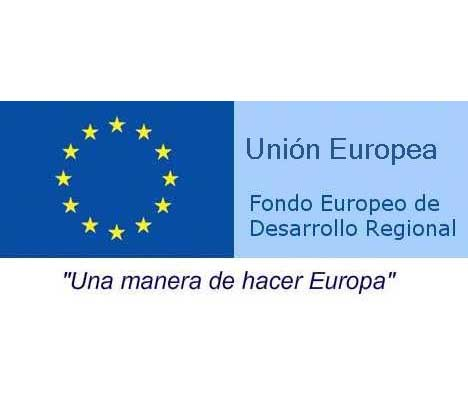 Unión Europea
Fondo Europeo de
Desarrollo Regional
"Una manera de hacer Europa"